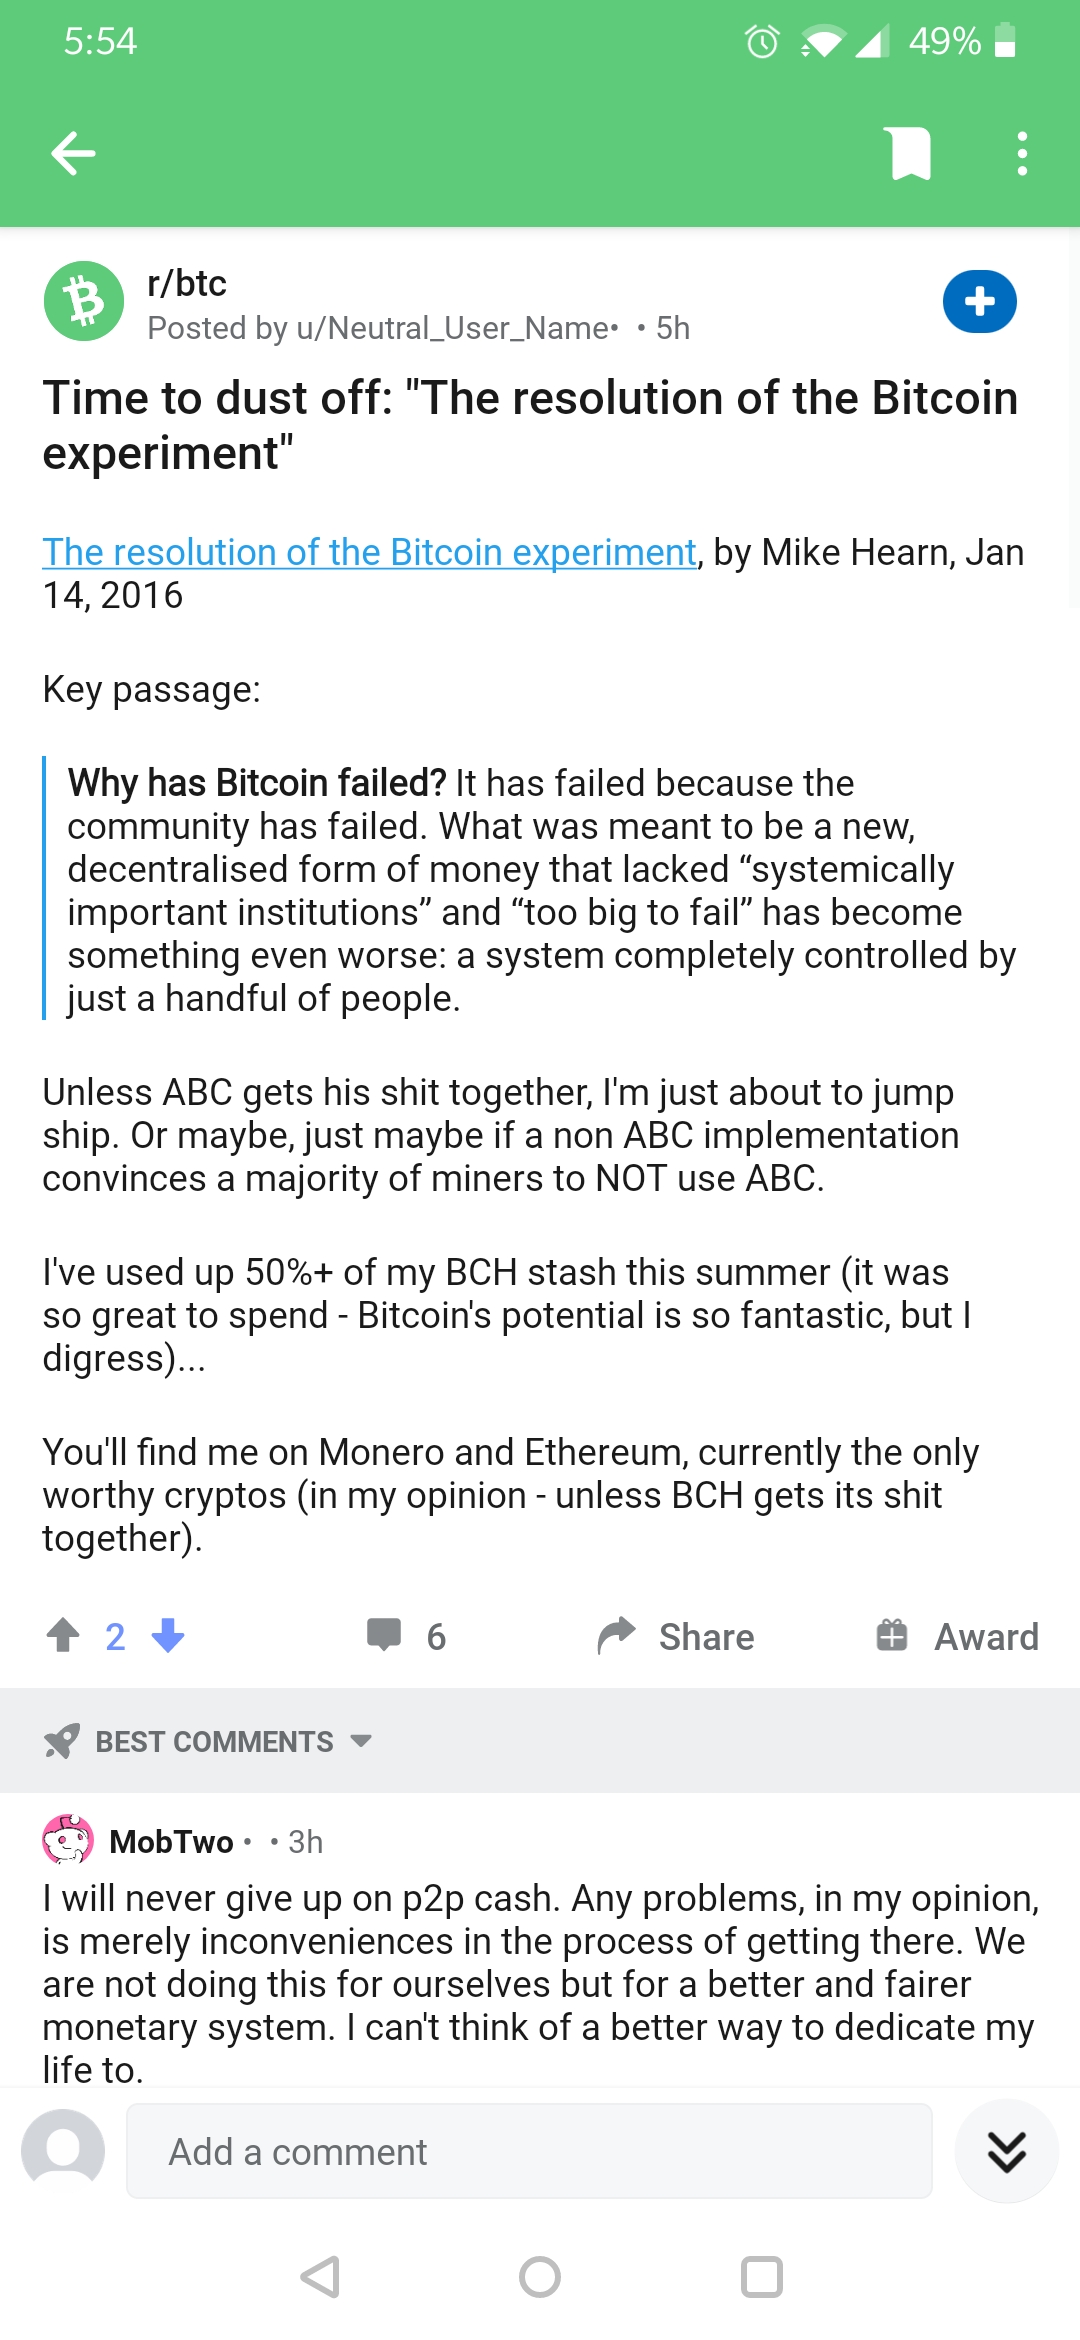 5:54
49%
r/btc
Posted by u/Neutral_User_Name• • 5h
Time to dust off: "The resolution of the Bitcoin
experiment"
The resolution of the Bitcoin experiment, by Mike Hearn, Jan
14, 2016
Key passage:
Why has Bitcoin failed? It has failed because the
community has failed. What was meant to be a new,
decentralised form of money that lacked “systemically
important institutions” and “too big to fail” has become
something even worse: a system completely controlled by
just a handful of people.
Unless ABC gets his shit together, I'm just about to jump
ship. Or maybe, just maybe if a non ABC implementation
convinces a majority of miners to NOT use ABC.
I've used up 50%+ of my BCH stash this summer (it was
so great to spend - Bitcoin's potential is so fantastic, but I
digress)...
You'll find me on Monero and Ethereum, currently the only
worthy cryptos (in my opinion - unless BCH gets its shit
together).
2 6 Share Award
BEST COMMENTS
MobTwo • • 3h
I will never give up on p2p cash. Any problems, in my opinion,
is merely inconveniences in the process of getting there. We
are not doing this for ourselves but for a better and fairer
monetary system. I can't think of a better way to dedicate my
life to.
Add a comment